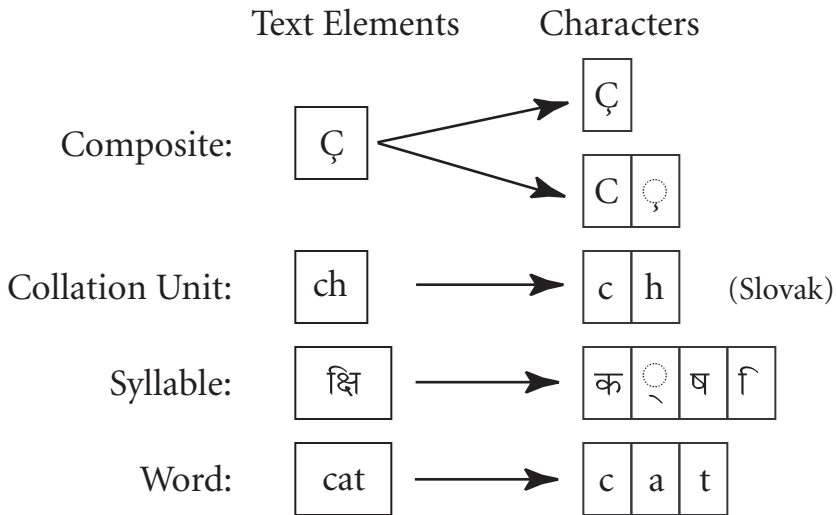 Text Elements Characters
Ç
Composite: Ç
C ◌̧
Collation Unit: ch c h (Slovak)
Syllable: क्षि क ◌् ष ि
Word: cat c a t